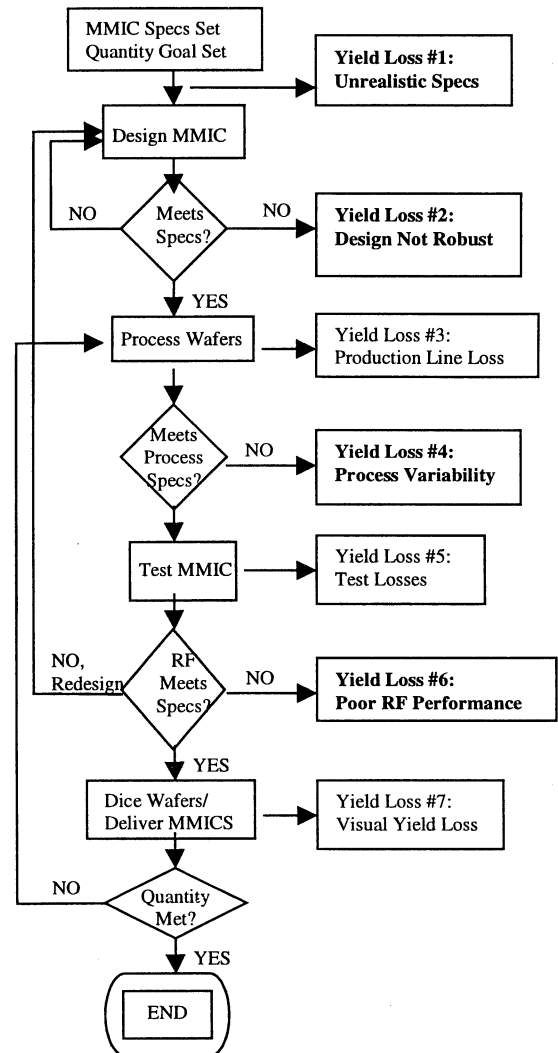 MMIC Specs Set
Quantity Goal Set
Yield Loss #1:
Unrealistic Specs
Design MMIC
NO
Meets
Specs?
NO
Yield Loss #2:
Design Not Robust
YES
Process Wafers
Yield Loss #3:
Production Line Loss
Meets
Process
Specs?
NO
Yield Loss #4:
Process Variability
Test MMIC
Yield Loss #5:
Test Losses
NO,
Redesign
RF
Meets
Specs?
NO
Yield Loss #6:
Poor RF Performance
YES
Dice Wafers/
Deliver MMICS
Yield Loss #7:
Visual Yield Loss
NO
Quantity
Met?
YES
END